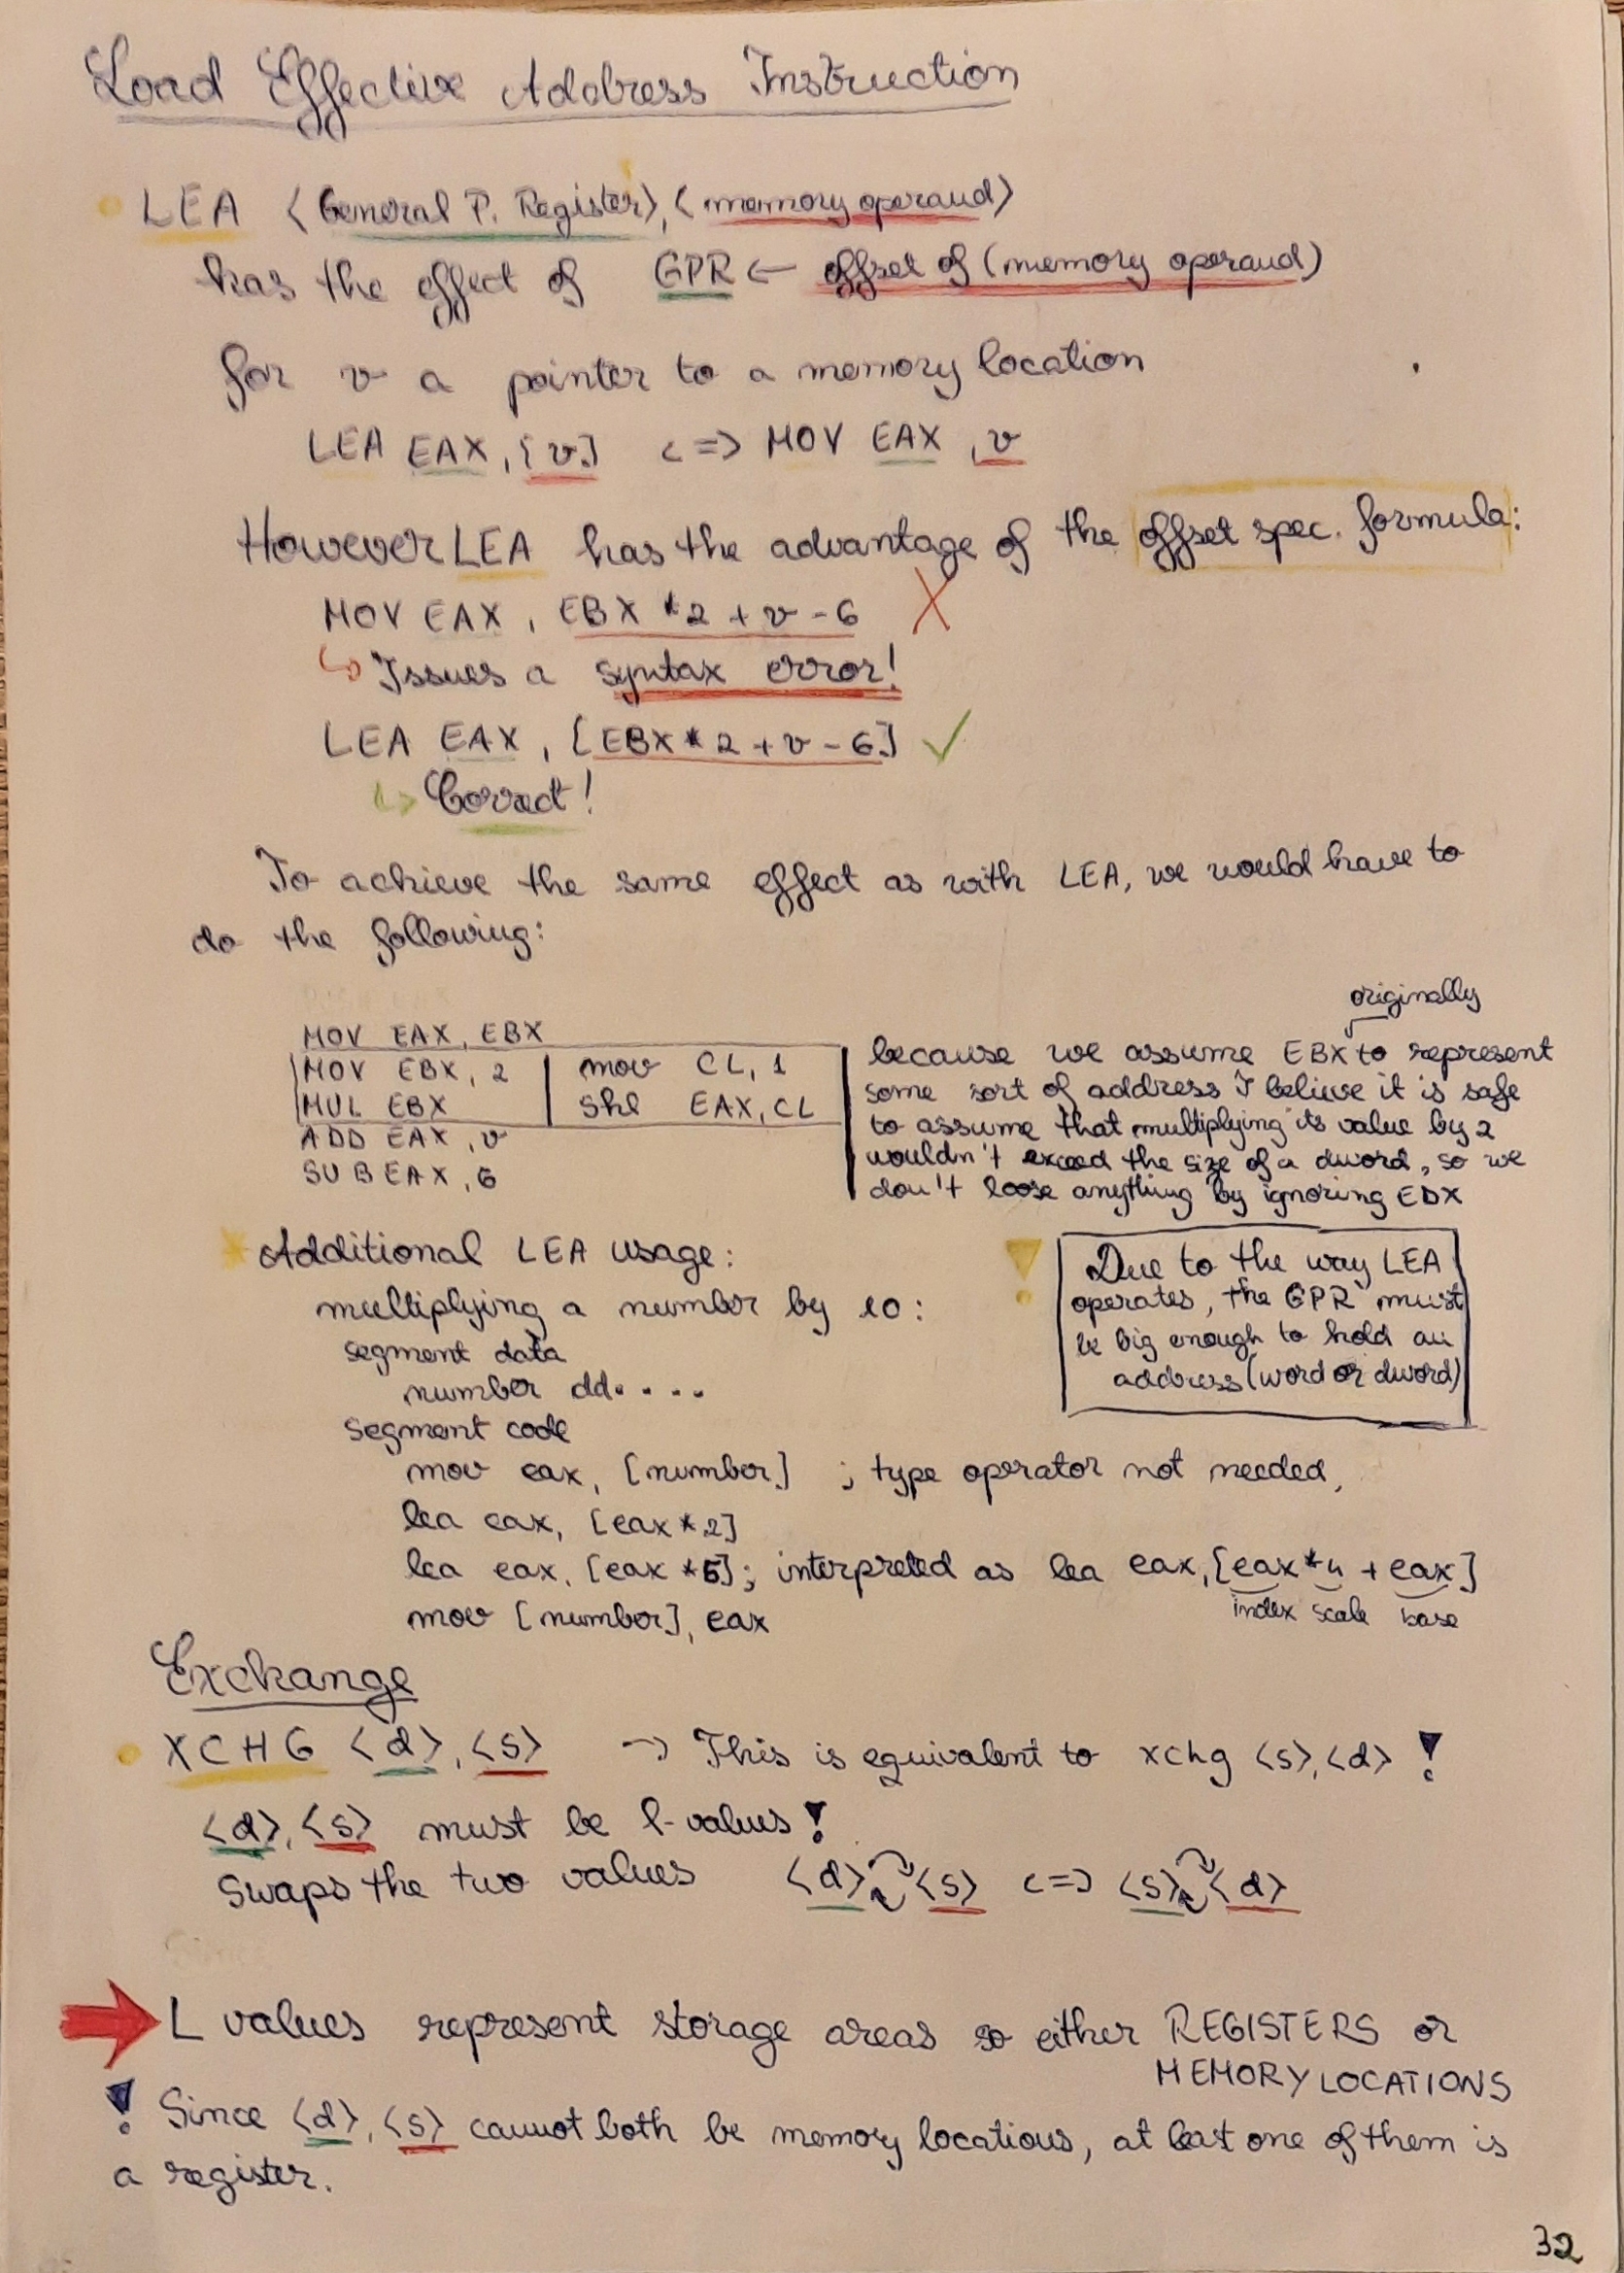 Load Effective Address Instruction
LEA <General P. Register>, <memory operand>
has the effect of GPR ← offset of (memory operand)
for v a pointer to a memory location
LEA EAX, [v] <=> MOV EAX, v
However LEA has the advantage of the offset spec. formula:
MOV EAX, EBX *2 + v - 6 X
↳ Issues a syntax error!
LEA EAX, [EBX * 2 + v - 6] ✓
↳ Correct!
To achieve the same effect as with LEA, we would have to
do the following:
MOV EAX, EBX
MOV EBX, 2 | mov CL, 1
MUL EBX | shl EAX, CL
ADD EAX, v
SUB EAX, 6
originally
because we assume EBX to represent
some sort of address I believe it is safe
to assume that multiplying its value by 2
wouldn't exceed the size of a dword, so we
don't loose anything by ignoring EDX
* Additional LEA usage:
multiplying a number by 10:
segment data
number dd....
segment code
mov eax, [number] ; type operator not needed,
lea eax, [eax * 2]
lea eax, [eax *5]; interpreted as lea eax, [eax*4 + eax]
index scale base
mov [number], eax
! Due to the way LEA
operates, the GPR must
be big enough to hold an
address (word or dword)
Exchange
XCHG <d>, <s> → This is equivalent to xchg <s>, <d> !
<d>, <s> must be l-values !
Swaps the two values <d> <s> <=> <s> <d>
L values represent storage areas so either REGISTERS or
MEMORY LOCATIONS
! Since <d>, <s> cannot both be memory locations, at least one of them is
a register.
32